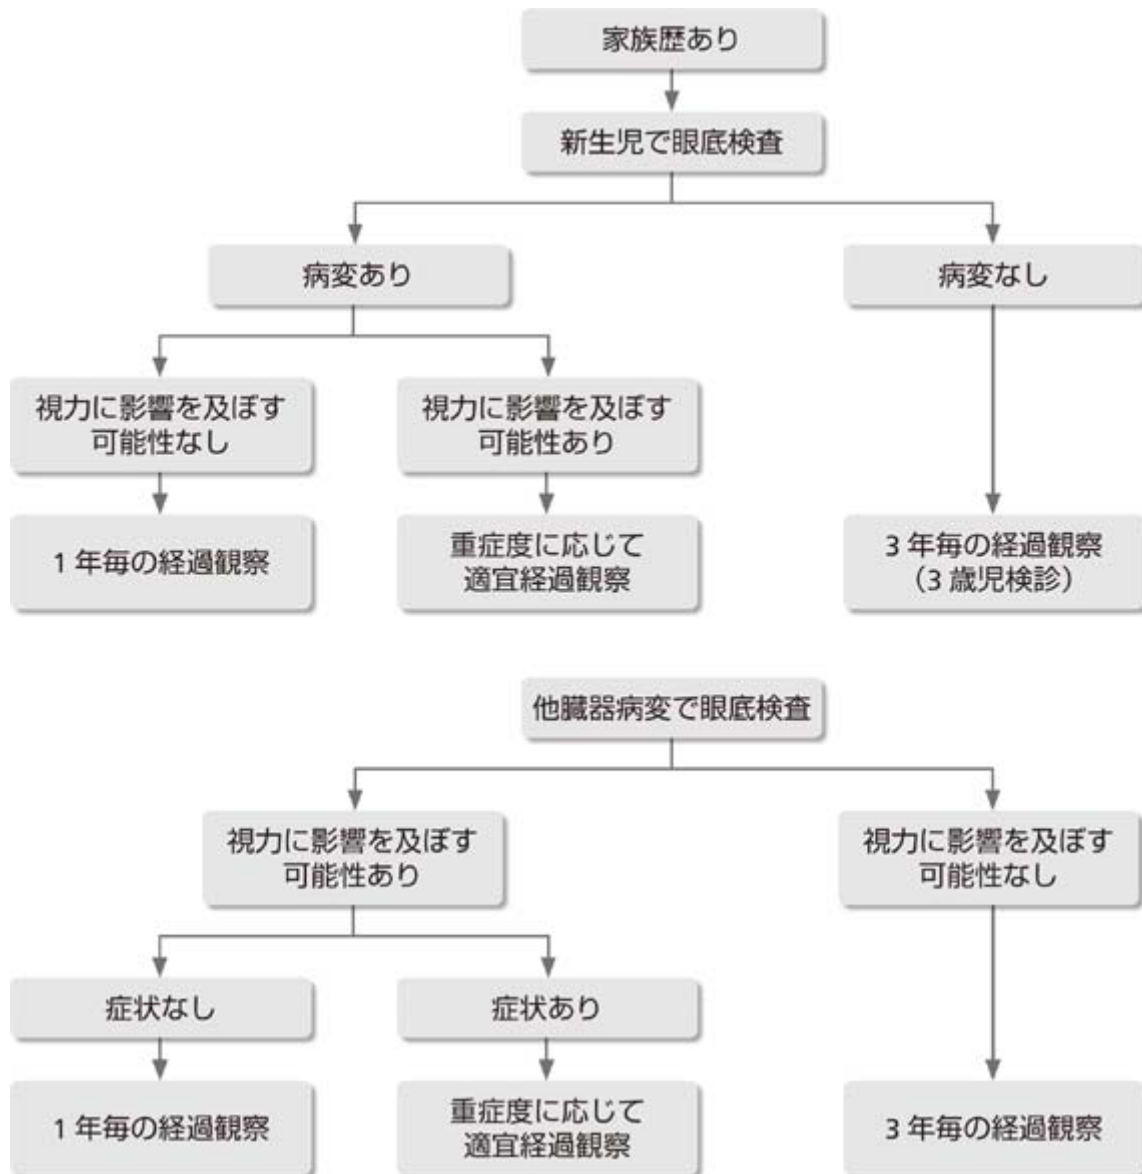 家族歴あり
新生児で眼底検査
病変あり
病変なし
視力に影響を及ぼす
可能性なし
視力に影響を及ぼす
可能性あり
1年毎の経過観察
重症度に応じて
適宜経過観察
3年毎の経過観察
（3歳児検診）
他臓器病変で眼底検査
視力に影響を及ぼす
可能性あり
視力に影響を及ぼす
可能性なし
症状なし
症状あり
1年毎の経過観察
重症度に応じて
適宜経過観察
3年毎の経過観察